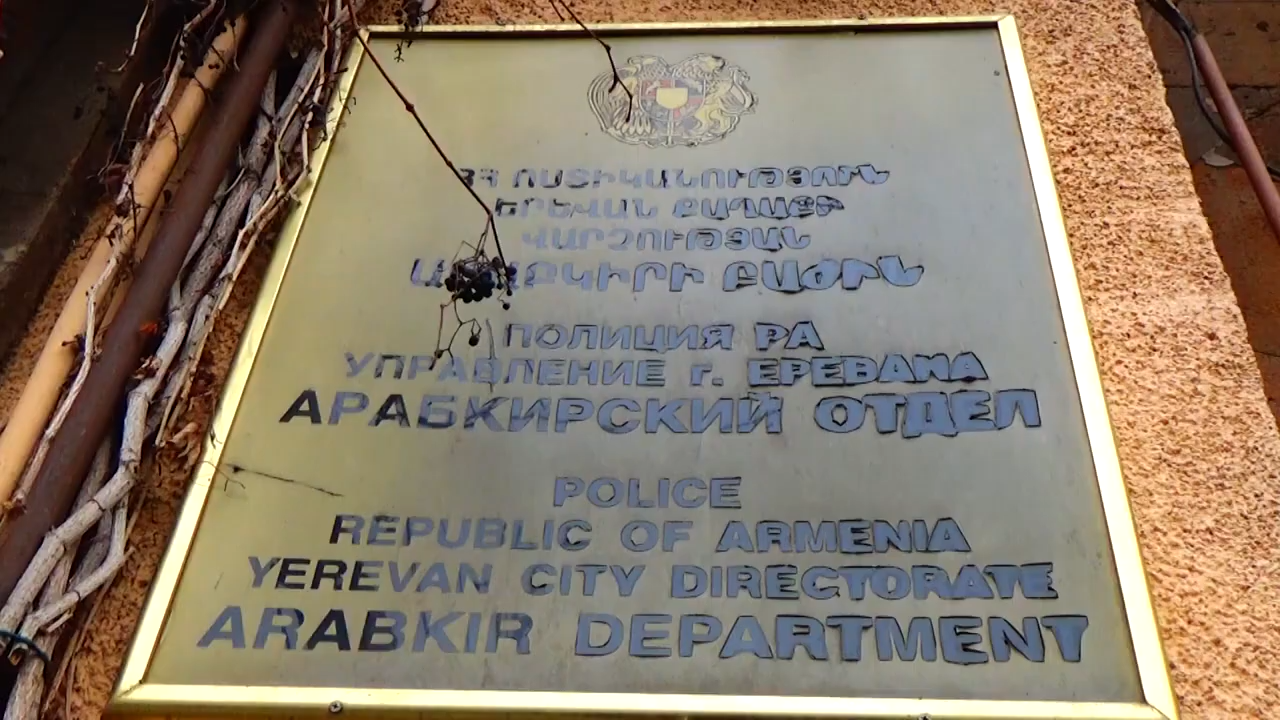 ՀՀ ՈՍՏԻԿԱՆՈՒԹՅՈՒՆ
ԵՐԵՎԱՆ ՔԱՂԱՔԻ
ՎԱՐՉՈՒԹՅԱՆ
ԱՐԱԲԿԻՐԻ ԲԱԺԻՆ
ПОЛИЦИЯ РА
УПРАВЛЕНИЕ г. ЕРЕВАНА
АРАБКИРСКИЙ ОТДЕЛ
POLICE
REPUBLIC OF ARMENIA
YEREVAN CITY DIRECTORATE
ARABKIR DEPARTMENT